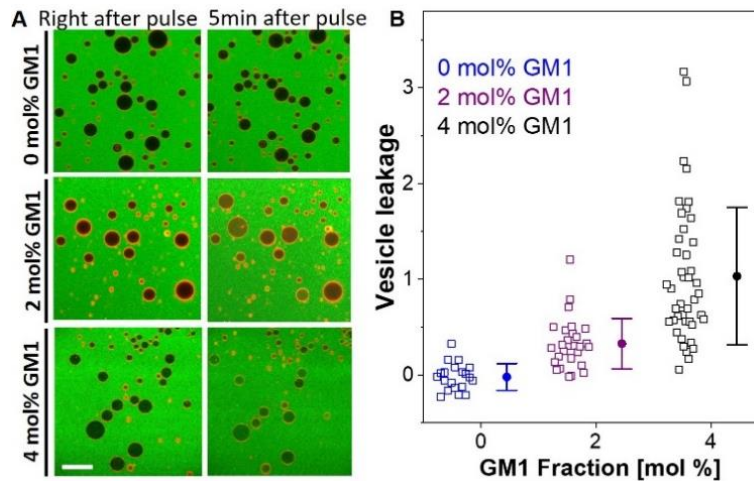 A Right after pulse 5min after pulse
0 mol% GM1
2 mol% GM1
4 mol% GM1
B
Vesicle leakage
3
2
1
0
0 mol% GM1
2 mol% GM1
4 mol% GM1
0 2 4
GM1 Fraction [mol %]